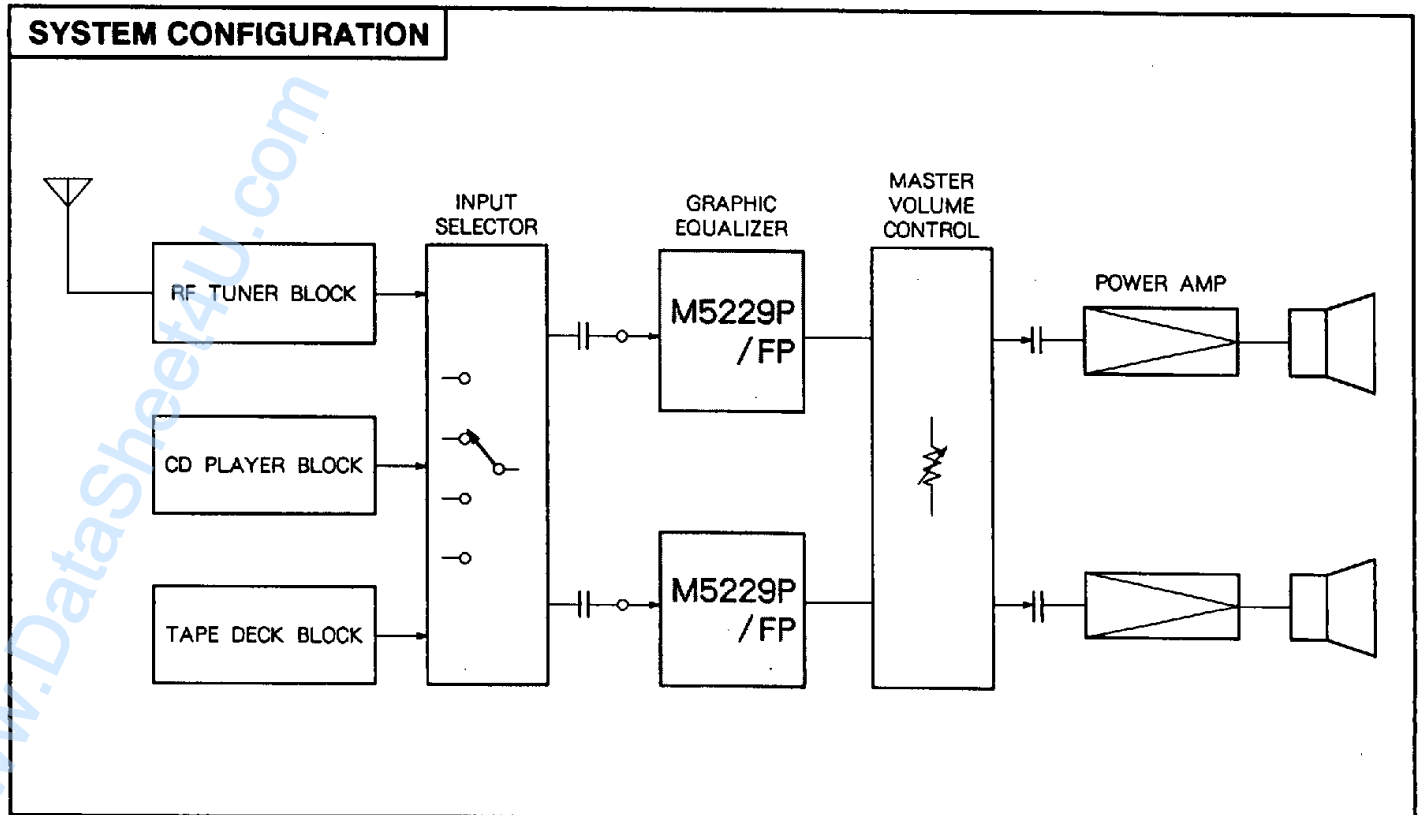 SYSTEM CONFIGURATION
INPUT
SELECTOR
GRAPHIC
EQUALIZER
MASTER
VOLUME
CONTROL
POWER AMP
RF TUNER BLOCK
M5229P
/FP
CD PLAYER BLOCK
TAPE DECK BLOCK
M5229P
/FP
w.DataSheet4U.com